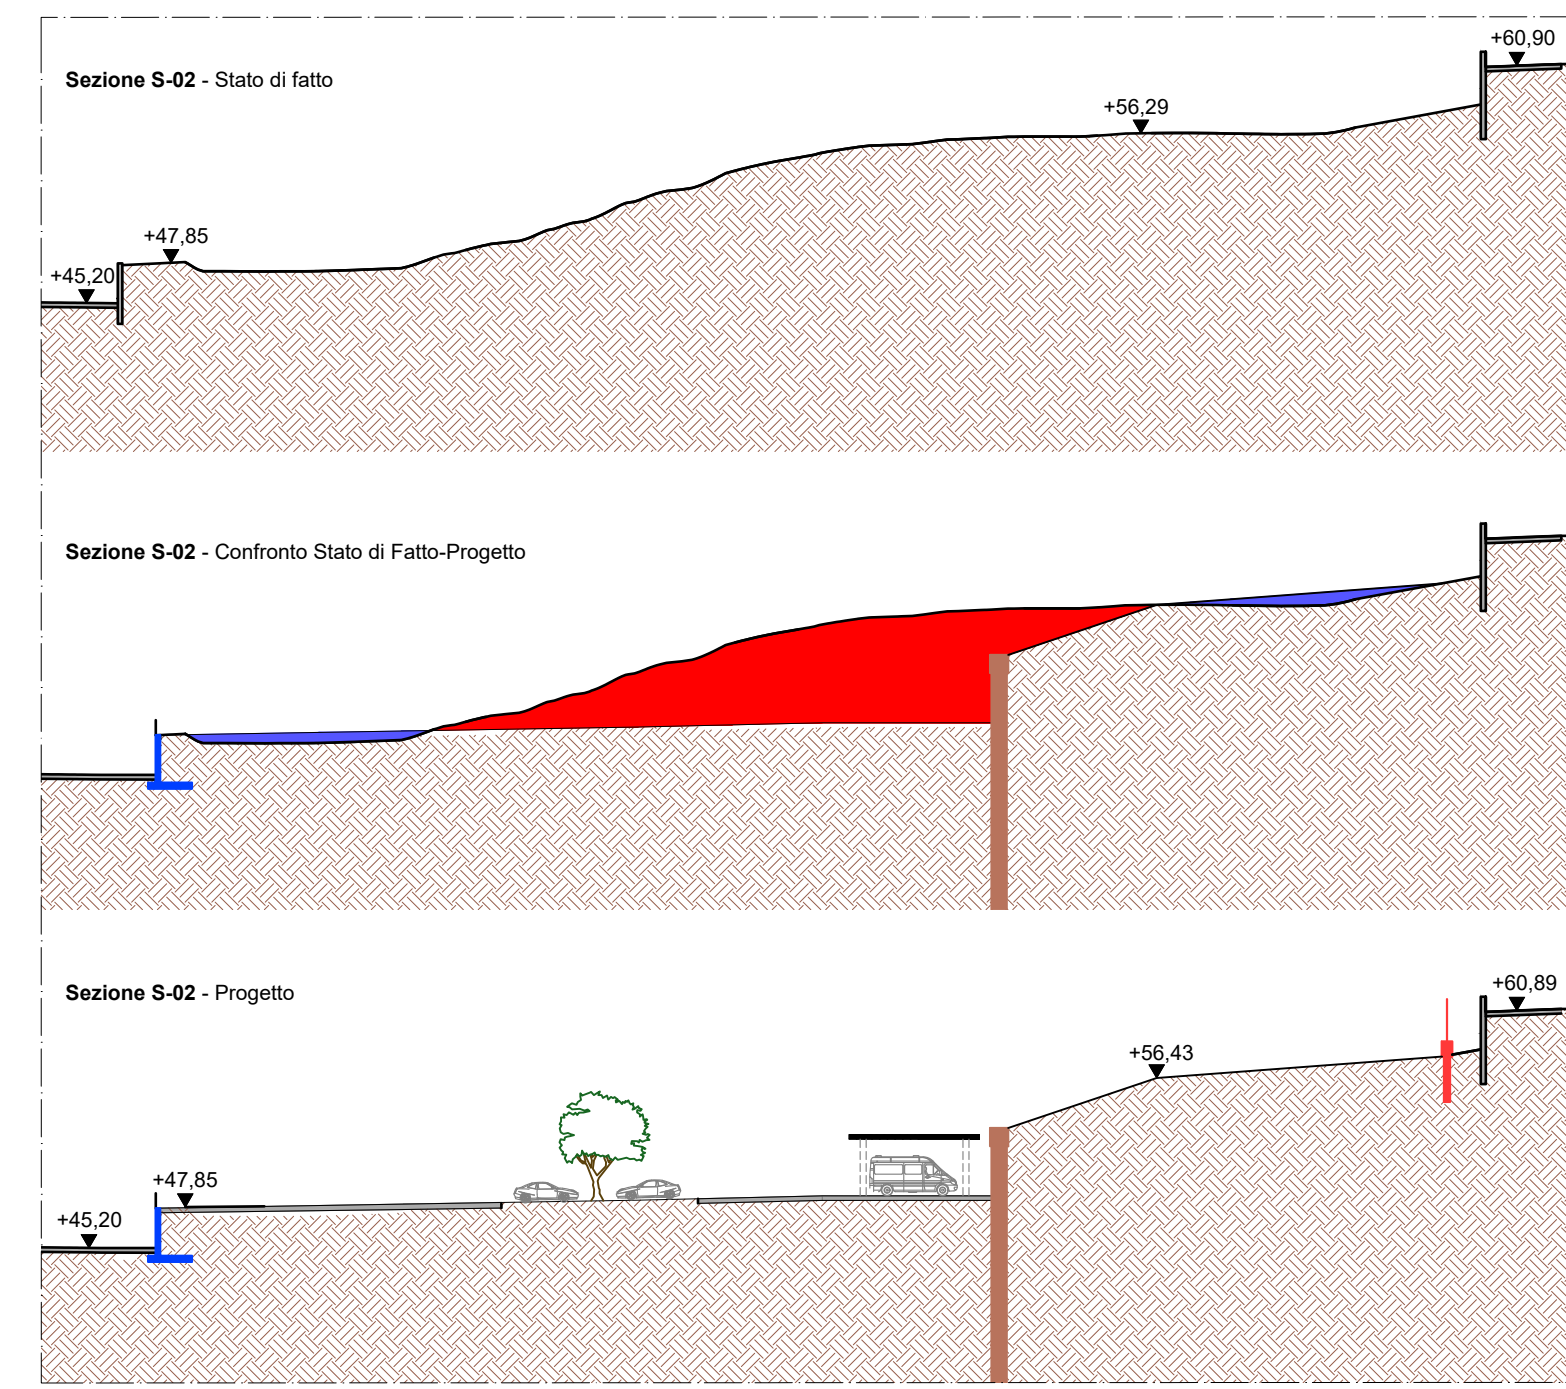 Sezione S-02 - Stato di fatto
+60,90
+56,29
+47,85
+45,20
Sezione S-02 - Confronto Stato di Fatto-Progetto
Sezione S-02 - Progetto
+60,89
+56,43
+47,85
+45,20